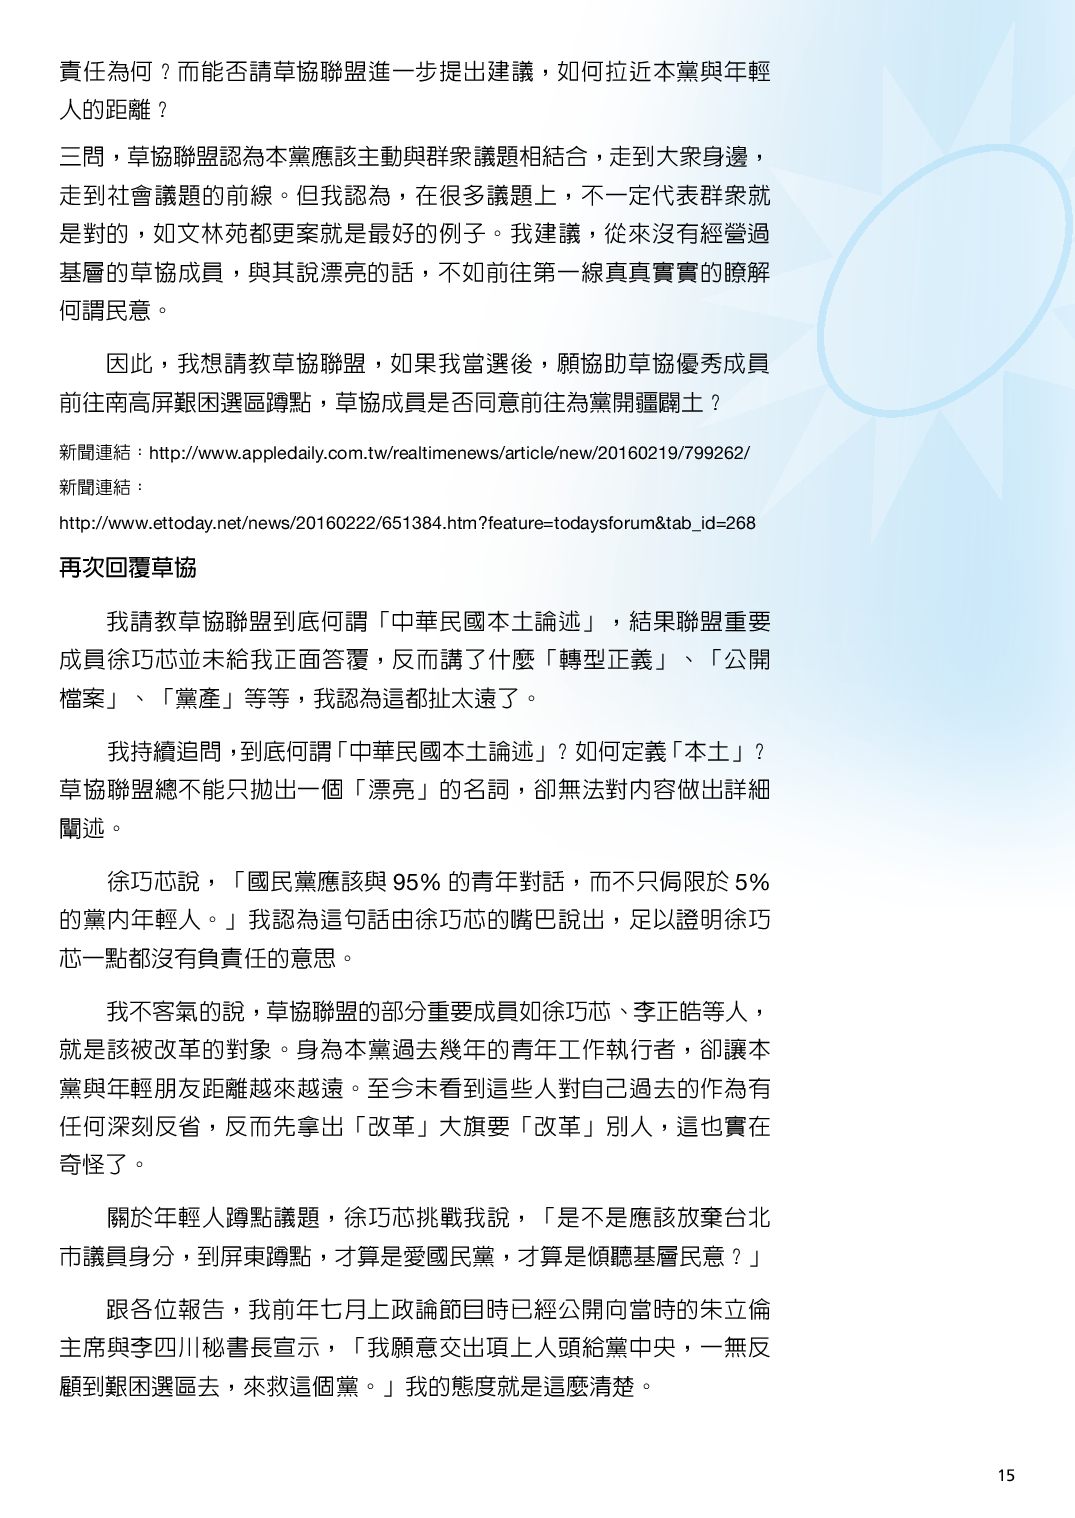 責任為何？而能否請草協聯盟進一步提出建議，如何拉近本黨與年輕
人的距離？
三問，草協聯盟認為本黨應該主動與群眾議題相結合，走到大眾身邊，
走到社會議題的前線。但我認為，在很多議題上，不一定代表群眾就
是對的，如文林苑都更案就是最好的例子。我建議，從來沒有經營過
基層的草協成員，與其說漂亮的話，不如前往第一線真真實實的瞭解
何謂民意。
因此，我想請教草協聯盟，如果我當選後，願協助草協優秀成員
前往南高屏艱困選區蹲點，草協成員是否同意前往為黨開疆闢土？
新聞連結：http://www.appledaily.com.tw/realtimenews/article/new/20160219/799262/
新聞連結：
http://www.ettoday.net/news/20160222/651384.htm?feature=todaysforum&tab_id=268
再次回覆草協
我請教草協聯盟到底何謂「中華民國本土論述」，結果聯盟重要
成員徐巧芯並未給我正面答覆，反而講了什麼「轉型正義」、「公開
檔案」、「黨產」等等，我認為這都扯太遠了。
我持續追問，到底何謂「中華民國本土論述」？如何定義「本土」？
草協聯盟總不能只拋出一個「漂亮」的名詞，卻無法對內容做出詳細
闡述。
徐巧芯說，「國民黨應該與 95% 的青年對話，而不只侷限於 5%
的黨內年輕人。」我認為這句話由徐巧芯的嘴巴說出，足以證明徐巧
芯一點都沒有負責任的意思。
我不客氣的說，草協聯盟的部分重要成員如徐巧芯、李正皓等人，
就是該被改革的對象。身為本黨過去幾年的青年工作執行者，卻讓本
黨與年輕朋友距離越來越遠。至今未看到這些人對自己過去的作為有
任何深刻反省，反而先拿出「改革」大旗要「改革」別人，這也實在
奇怪了。
關於年輕人蹲點議題，徐巧芯挑戰我說，「是不是應該放棄台北
市議員身分，到屏東蹲點，才算是愛國民黨，才算是傾聽基層民意？」
跟各位報告，我前年七月上政論節目時已經公開向當時的朱立倫
主席與李四川秘書長宣示，「我願意交出項上人頭給黨中央，一無反
顧到艱困選區去，來救這個黨。」我的態度就是這麼清楚。
15